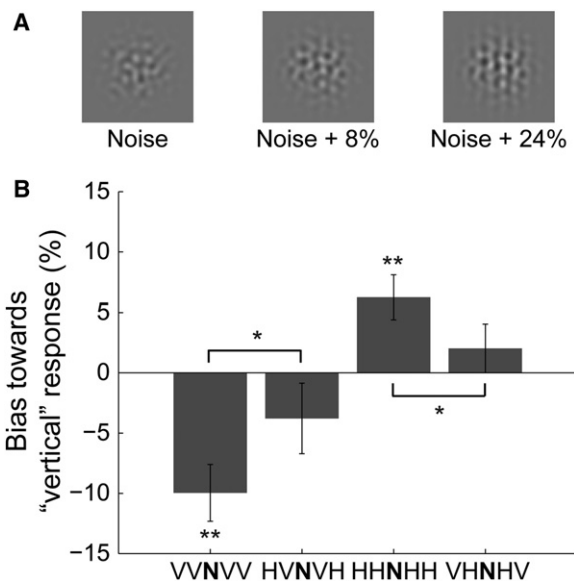 A
Noise
Noise + 8%
Noise + 24%
B
Bias towards
“vertical” response (%)
15
10
5
0
−5
−10
−15
*
**
*
**
VVNVV HVNVH HHNHH VHNHV